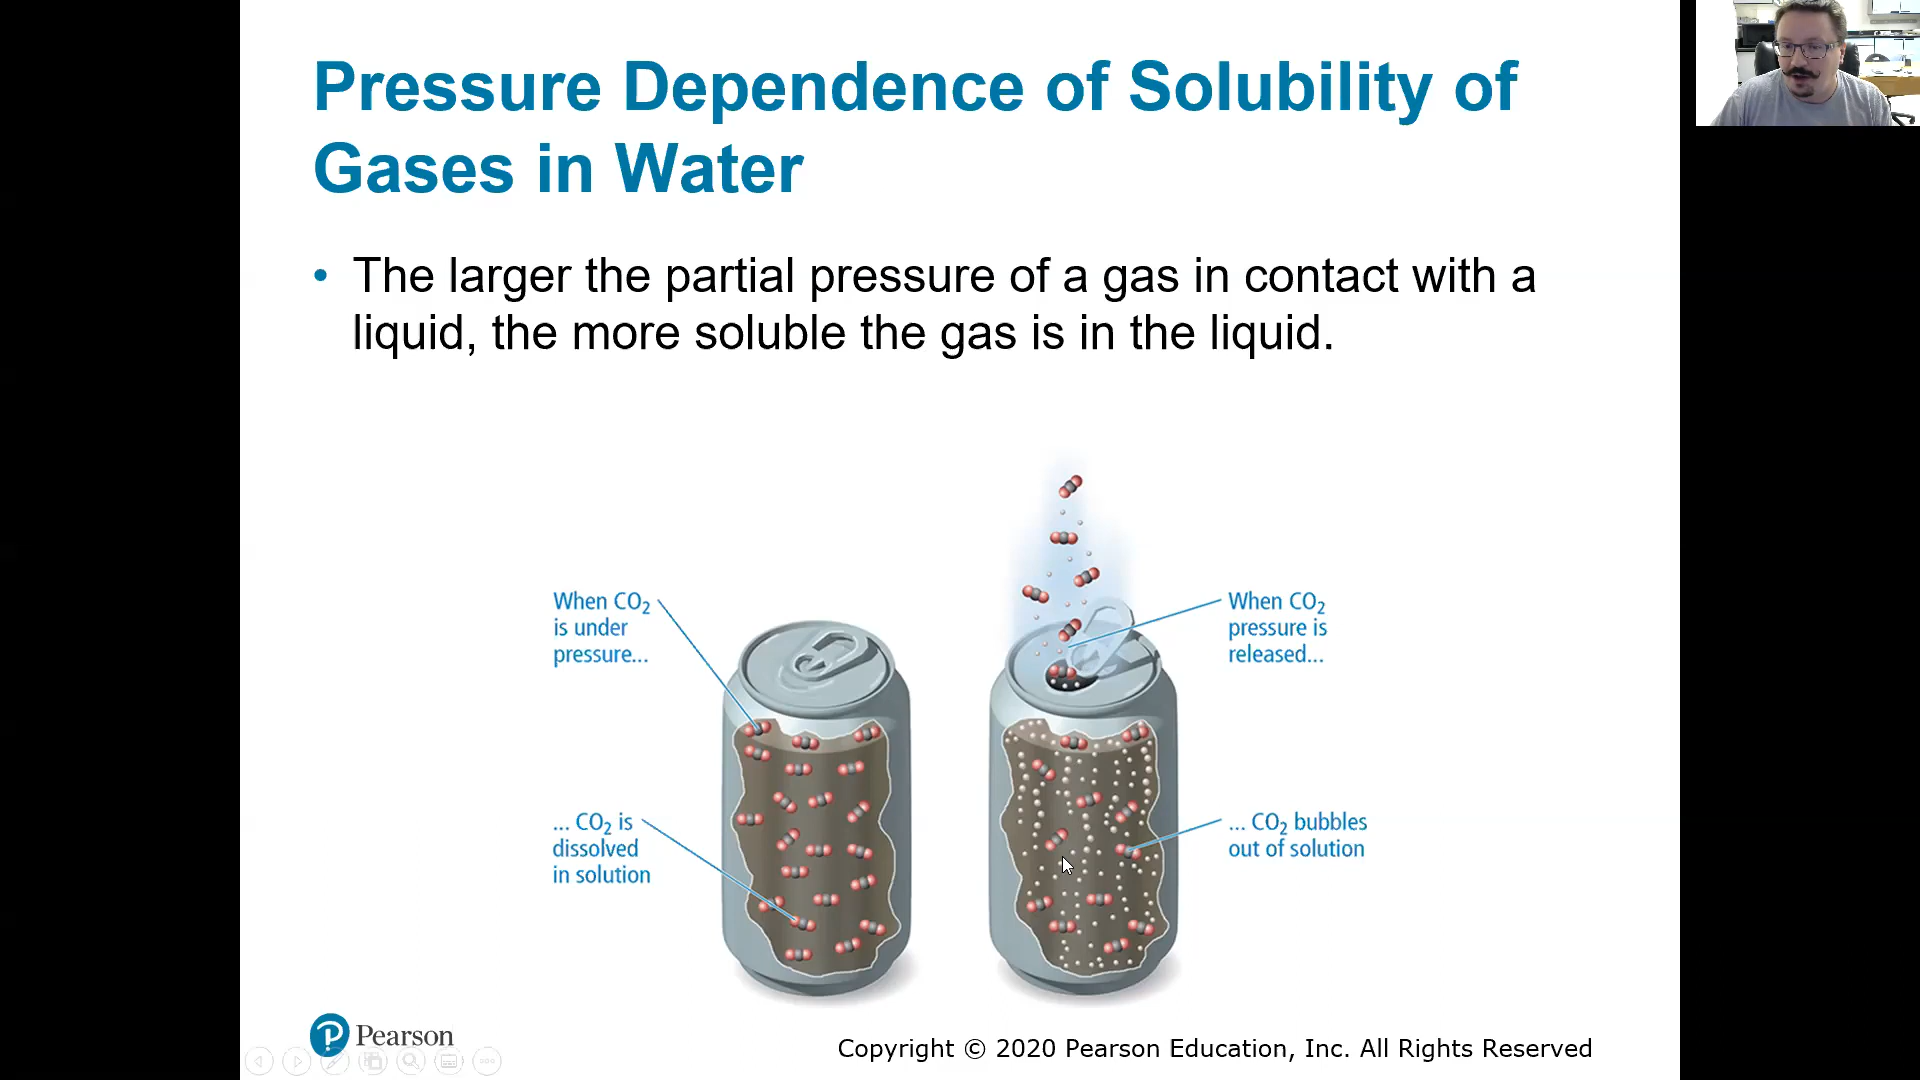 Pressure Dependence of Solubility of
Gases in Water
• The larger the partial pressure of a gas in contact with a
liquid, the more soluble the gas is in the liquid.
When CO₂
is under
pressure...
... CO₂ is
dissolved
in solution
When CO₂
pressure is
released...
... CO₂ bubbles
out of solution
Pearson
Copyright © 2020 Pearson Education, Inc. All Rights Reserved